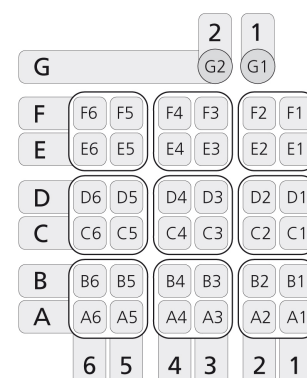 2 1
G G2 G1
F F6 F5 F4 F3 F2 F1
E E6 E5 E4 E3 E2 E1
D D6 D5 D4 D3 D2 D1
C C6 C5 C4 C3 C2 C1
B B6 B5 B4 B3 B2 B1
A A6 A5 A4 A3 A2 A1
6 5 4 3 2 1